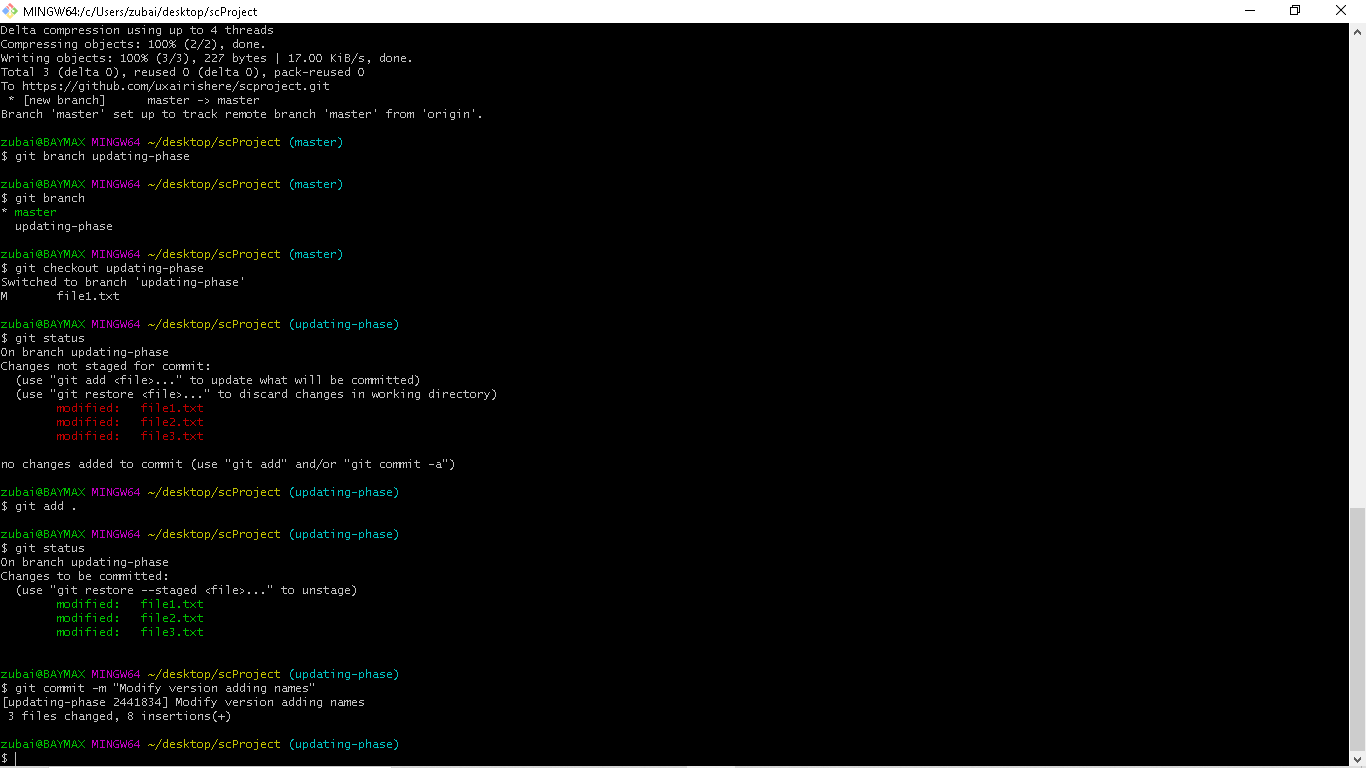 MINGW64:/c/Users/zubai/desktop/scProject
Delta compression using up to 4 threads
Compressing objects: 100% (2/2), done.
Writing objects: 100% (3/3), 227 bytes | 17.00 KiB/s, done.
Total 3 (delta 0), reused 0 (delta 0), pack-reused 0
To https://github.com/uxairishere/scproject.git
 * [new branch]      master -> master
Branch 'master' set up to track remote branch 'master' from 'origin'.
zubai@BAYMAX MINGW64 ~/desktop/scProject (master)
$ git branch updating-phase
zubai@BAYMAX MINGW64 ~/desktop/scProject (master)
$ git branch
* master
  updating-phase
zubai@BAYMAX MINGW64 ~/desktop/scProject (master)
$ git checkout updating-phase
Switched to branch 'updating-phase'
M       file1.txt
zubai@BAYMAX MINGW64 ~/desktop/scProject (updating-phase)
$ git status
On branch updating-phase
Changes not staged for commit:
  (use "git add <file>..." to update what will be committed)
  (use "git restore <file>..." to discard changes in working directory)
        modified:   file1.txt
        modified:   file2.txt
        modified:   file3.txt
no changes added to commit (use "git add" and/or "git commit -a")
zubai@BAYMAX MINGW64 ~/desktop/scProject (updating-phase)
$ git add .
zubai@BAYMAX MINGW64 ~/desktop/scProject (updating-phase)
$ git status
On branch updating-phase
Changes to be committed:
  (use "git restore --staged <file>..." to unstage)
        modified:   file1.txt
        modified:   file2.txt
        modified:   file3.txt
zubai@BAYMAX MINGW64 ~/desktop/scProject (updating-phase)
$ git commit -m "Modify version adding names"
[updating-phase 2441834] Modify version adding names
 3 files changed, 8 insertions(+)
zubai@BAYMAX MINGW64 ~/desktop/scProject (updating-phase)
$